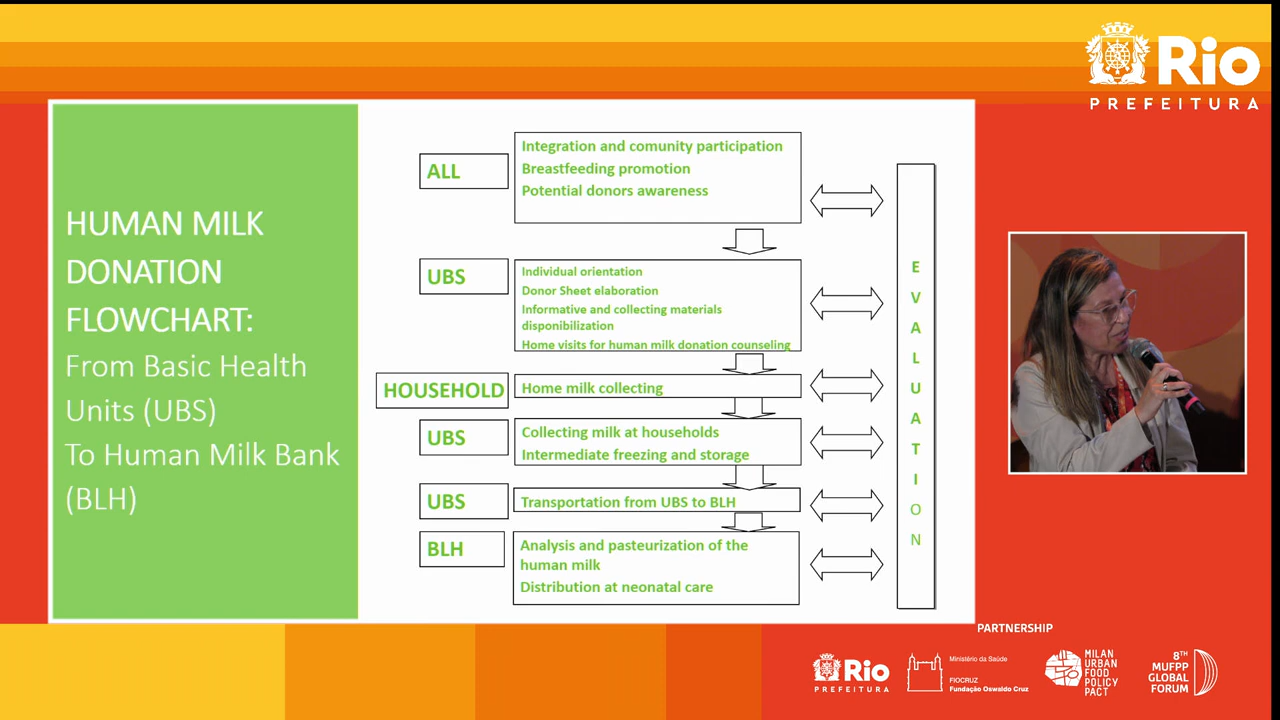 Rio
PREFEITURA
HUMAN MILK
DONATION
FLOWCHART:
From Basic Health
Units (UBS)
To Human Milk Bank
(BLH)
ALL
Integration and comunity participation
Breastfeeding promotion
Potential donors awareness
UBS
Individual orientation
Donor Sheet elaboration
Informative and collecting materials
disponibilization
Home visits for human milk donation counseling
HOUSEHOLD
Home milk collecting
UBS
Collecting milk at households
Intermediate freezing and storage
UBS
Transportation from UBS to BLH
BLH
Analysis and pasteurization of the
human milk
Distribution at neonatal care
E
V
A
L
U
A
T
I
O
N
PARTNERSHIP
Rio
PREFEITURA
Ministério da Saúde
FIOCRUZ
Fundação Oswaldo Cruz
MILAN
URBAN
FOOD
POLICY
PACT
8TH
MUFPP
GLOBAL
FORUM